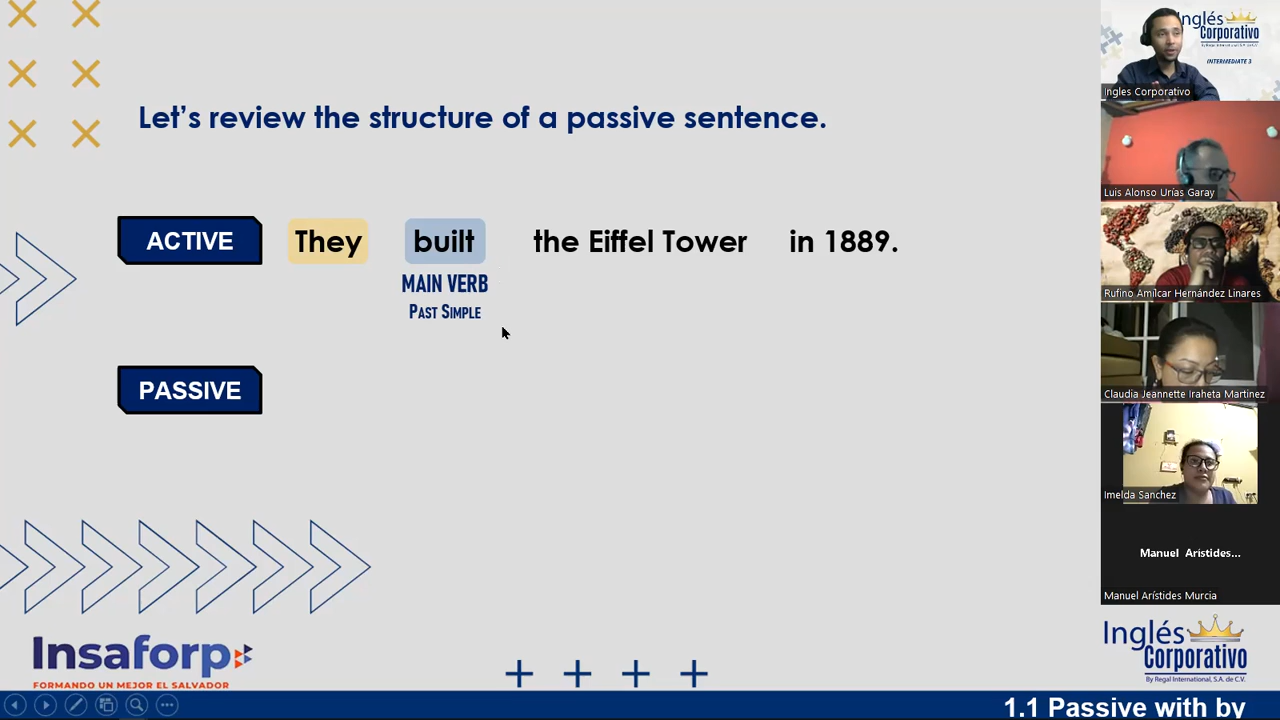 Let's review the structure of a passive sentence.
ACTIVE They built the Eiffel Tower in 1889.
MAIN VERB
PAST SIMPLE
PASSIVE
Insaforp
FORMANDO UN MEJOR EL SALVADOR
1.1 Passive with by
Inglés
Corporativo
INTERMEDIATE 3
Ingles Corporativo
Luis Alonso Urías Garay
Rufino Amílcar Hernández Linares
Claudia Jeannette Iraheta Martinez
Imelda Sanchez
Manuel Aristides...
Manuel Arístides Murcia
Inglés
Corporativo
By Regal International, S.A. de C.V.